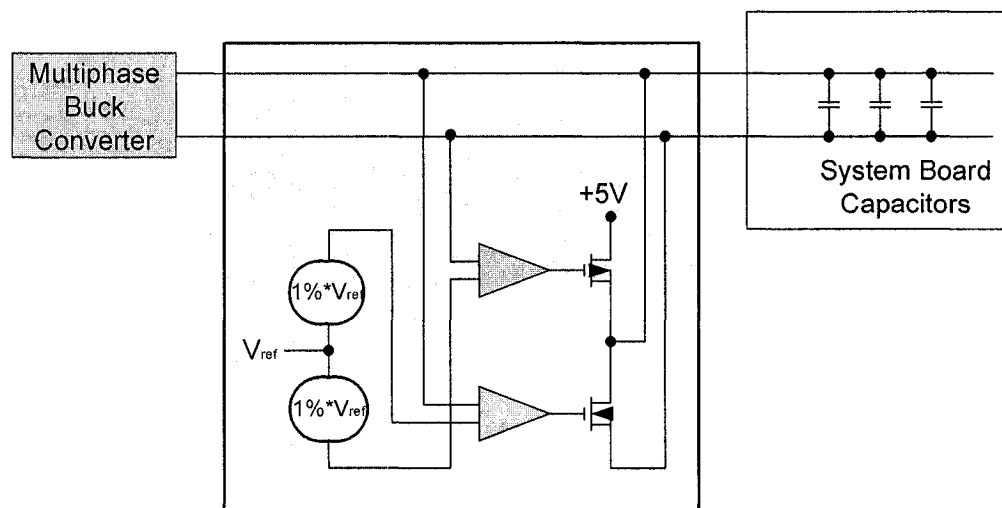 Multiphase
Buck
Converter
System Board
Capacitors
+5V
1%*Vref
Vref
1%*Vref